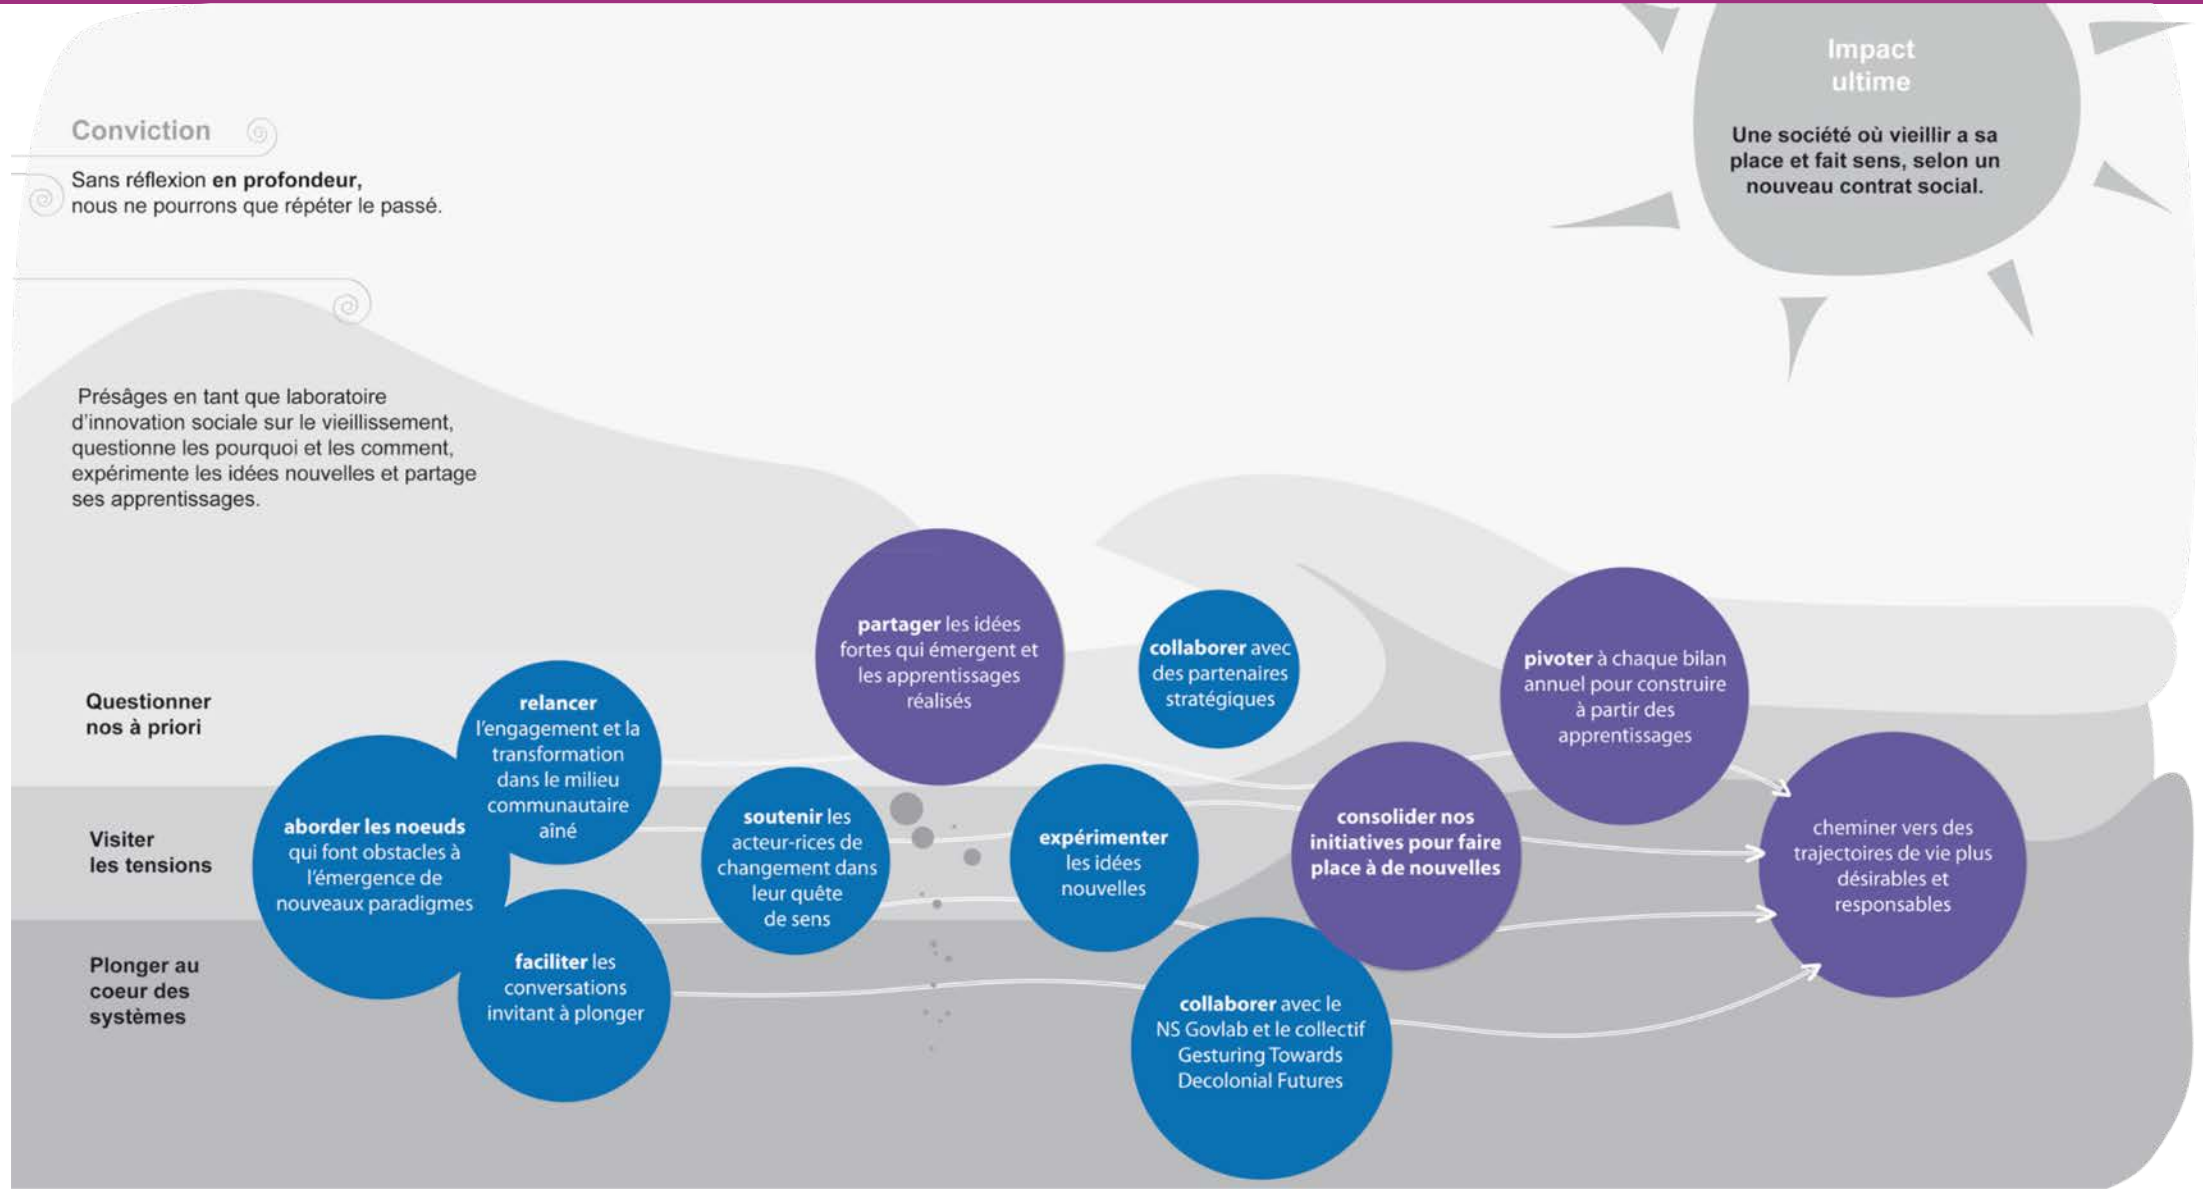 Impact
ultime
Une société où vieillir a sa
place et fait sens, selon un
nouveau contrat social.
Conviction
Sans réflexion en profondeur,
nous ne pourrons que répéter le passé.
Présâges en tant que laboratoire
d'innovation sociale sur le vieillissement,
questionne les pourquoi et les comment,
expérimente les idées nouvelles et partage
ses apprentissages.
Questionner
nos à priori
Visiter
les tensions
Plonger au
coeur des
systèmes
aborder les noeuds
qui font obstacles à
l'émergence de
nouveaux paradigmes
relancer
l'engagement et la
transformation
dans le milieu
communautaire
aîné
faciliter les
conversations
invitant à plonger
soutenir les
acteur-rices de
changement dans
leur quête
de sens
partager les idées
fortes qui émergent et
les apprentissages
réalisés
expérimenter
les idées
nouvelles
collaborer avec
des partenaires
stratégiques
collaborer avec le
NS Govlab et le collectif
Gesturing Towards
Decolonial Futures
consolider nos
initiatives pour faire
place à de nouvelles
pivoter à chaque bilan
annuel pour construire
à partir des
apprentissages
cheminer vers des
trajectoires de vie plus
désirables et
responsables